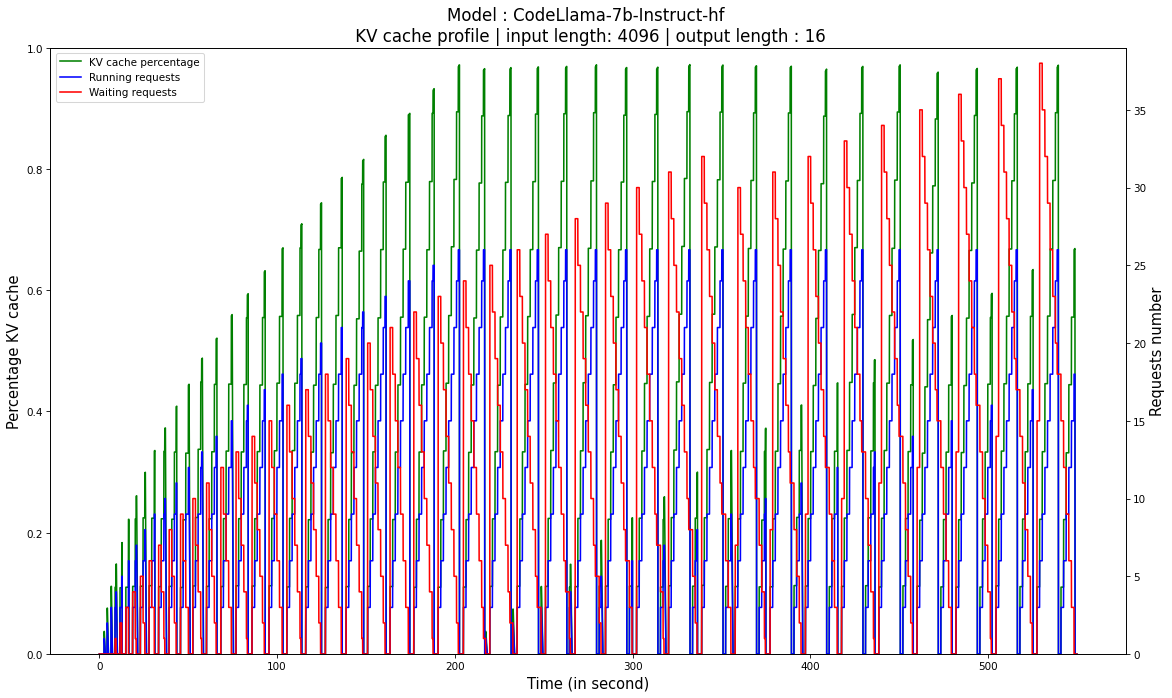 Model : CodeLlama-7b-Instruct-hf
KV cache profile | input length: 4096 | output length : 16
KV cache percentage
Running requests
Waiting requests
Percentage KV cache
1.0
0.8
0.6
0.4
0.2
0.0
0 100 200 300 400 500
Time (in second)
35
30
25
20
15
10
5
0
Requests number